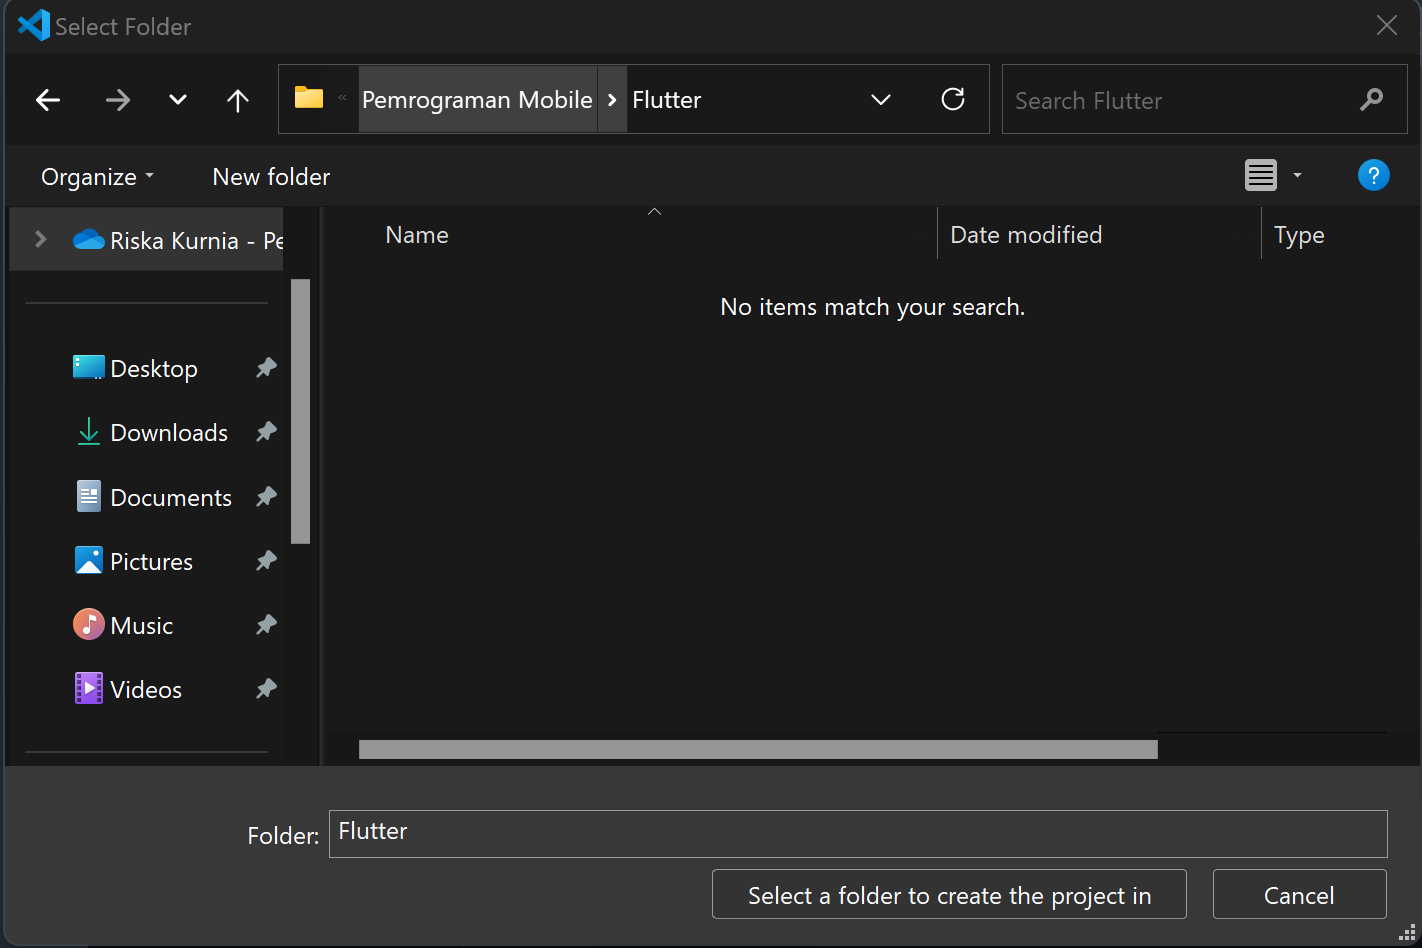 Select Folder
« Pemrograman Mobile > Flutter
Search Flutter
Organize
New folder
?
Riska Kurnia - Pe
Name
Date modified
Type
No items match your search.
Desktop
Downloads
Documents
Pictures
Music
Videos
Folder: Flutter
Select a folder to create the project in
Cancel